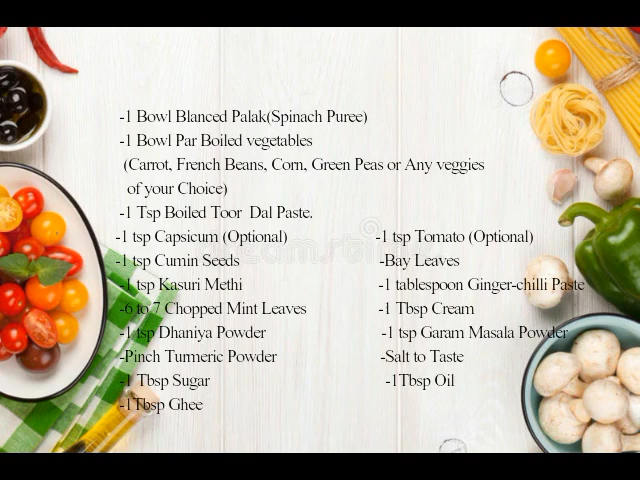 -1 Bowl Blanced Palak(Spinach Puree)
-1 Bowl Par Boiled vegetables
(Carrot, French Beans, Corn, Green Peas or Any veggies
of your Choice)
-1 Tsp Boiled Toor Dal Paste.
-1 tsp Capsicum (Optional)
-1 tsp Cumin Seeds
-1 tsp Kasuri Methi
-6 to 7 Chopped Mint Leaves
-1 tsp Dhaniya Powder
-Pinch Turmeric Powder
-1 Tbsp Sugar
-1Tbsp Ghee
-1 tsp Tomato (Optional)
-Bay Leaves
-1 tablespoon Ginger-chilli Paste
-1 Tbsp Cream
-1 tsp Garam Masala Powder
-Salt to Taste
-1Tbsp Oil